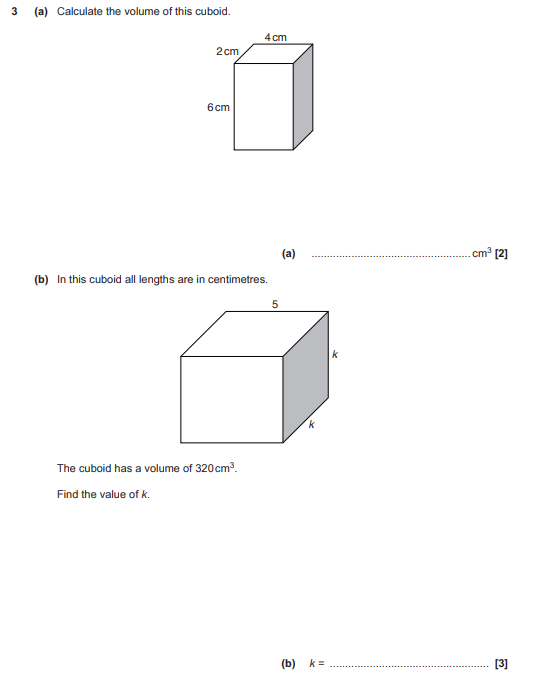 3 (a) Calculate the volume of this cuboid.
4 cm
2 cm
6 cm
(a) ..................................................... cm³ [2]
(b) In this cuboid all lengths are in centimetres.
5
k
k
The cuboid has a volume of 320 cm³.
Find the value of k.
(b) k = ..................................................... [3]